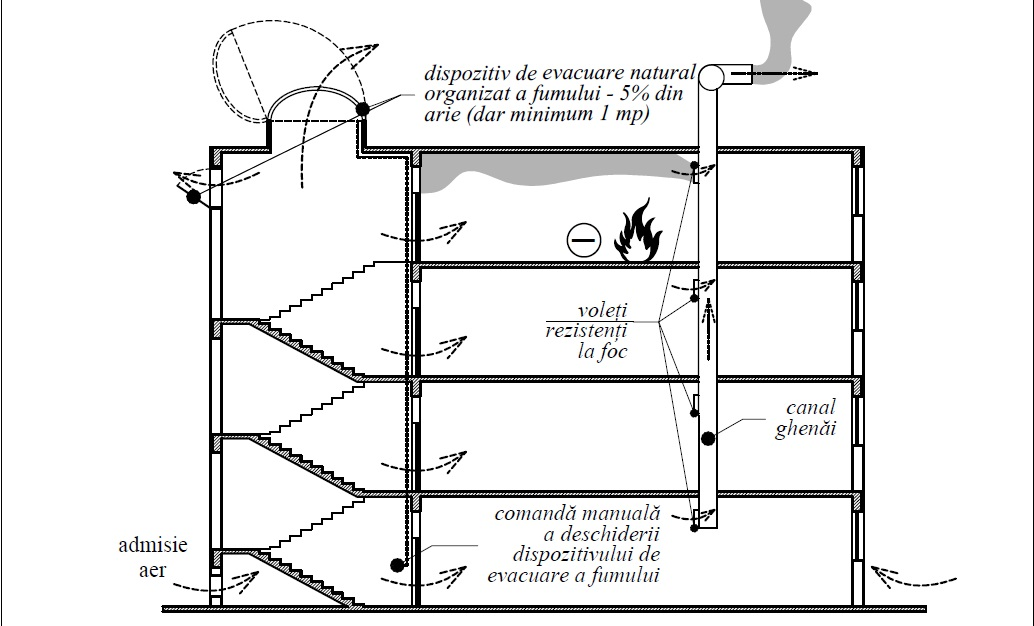 dispozitiv de evacuare natural
organizat a fumului - 5% din
arie (dar minimum 1 mp)
voleți
rezistenți
la foc
canal
ghenăi
comandă manuală
a deschiderii
dispozitivului de
evacuare a fumului
admisie
aer